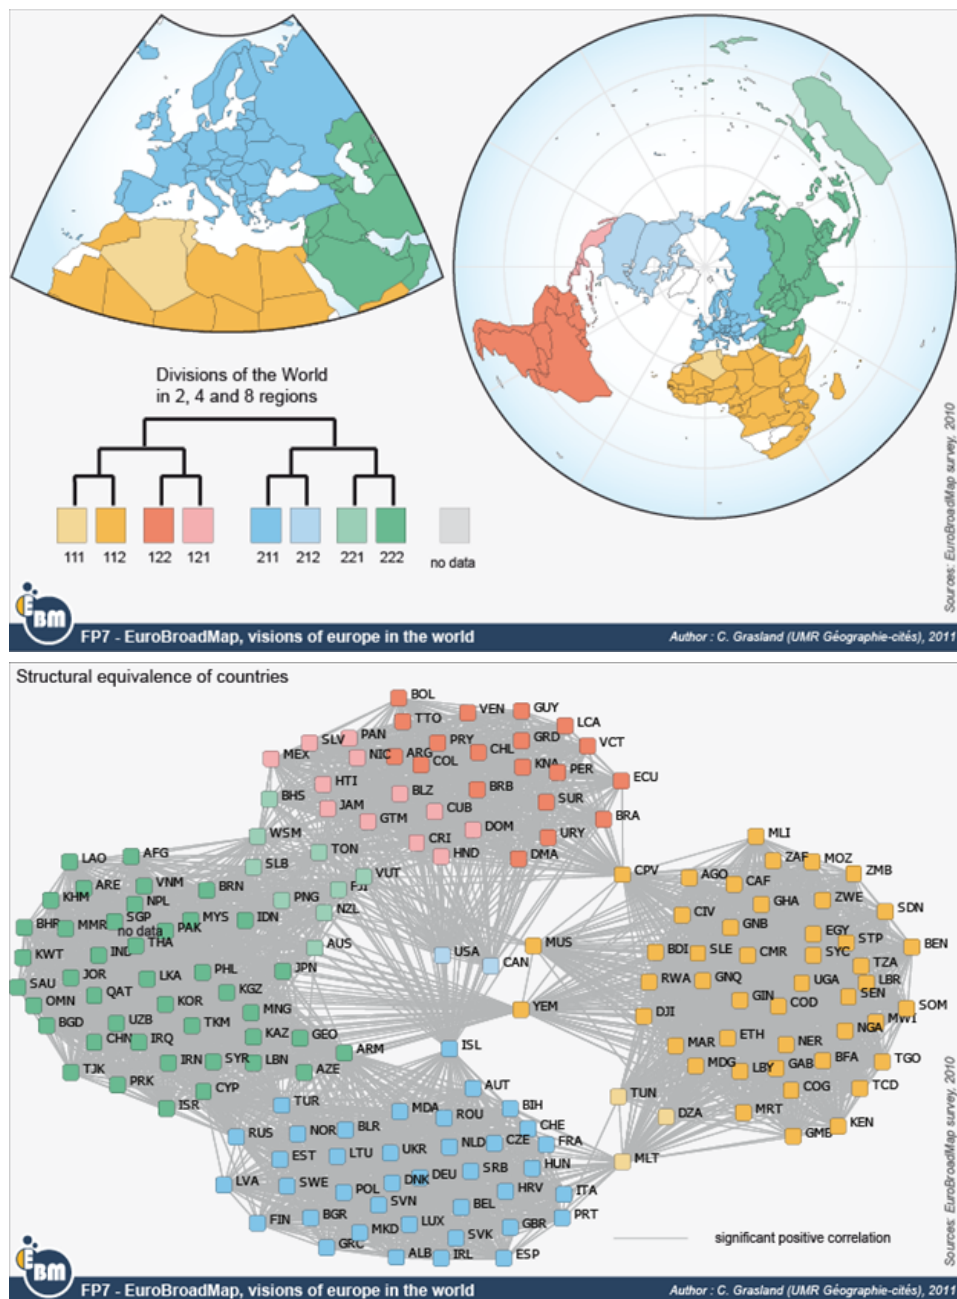 Divisions of the World
in 2, 4 and 8 regions
111 112 122 121 211 212 221 222 no data
Sources: EuroBroadMap survey, 2010
EBM
FP7 - EuroBroadMap, visions of europe in the world
Author : C. Grasland (UMR Géographie-cités), 2011
Structural equivalence of countries
BOL
TTO VEN GUY
LCA
SLV PAN PRY GRD VCT
MEX NIC ARG COL CHL KNA PER
ECU
HTI BLZ BRB SUR
BHS JAM GTM CUB BRA
WSM CRI DOM URY
TON HND DMA
LAO AFG SLB VUT CPV MLI
ZAF MOZ ZMB
KHM ARE VNM BRN FJI AGO CAF
NPL PNG NZL CIV GHA ZWE SDN
BHR MMR SGP PAK MYS IDN GNB EGY STP
no data
KWT IND THA AUS USA CAN MUS BDI SLE CMR SYC BEN
TZA
SAU JOR LKA PHL JPN RWA GNQ UGA LBR
OMN QAT KOR KGZ YEM GIN COD SEN SOM
BGD UZB TKM MNG DJI MWI
CHN IRQ KAZ GEO ISL MAR ETH NER NGA
IRN SYR LBN ARM MDG LBY GAB BFA TGO
TJK PRK CYP AZE AUT TUN COG TCD
ISR TUR MDA ROU BIH DZA MRT
RUS NOR BLR CHE FRA GMB KEN
EST LTU UKR NLD CZE MLT
LVA SWE POL DNK DEU SRB HUN
SVN BEL HRV ITA
FIN BGR MKD LUX SVK GBR PRT
GRC ALB IRL ESP
significant positive correlation
Sources: EuroBroadMap survey, 2010
EBM
FP7 - EuroBroadMap, visions of europe in the world
Author : C. Grasland (UMR Géographie-cités), 2011